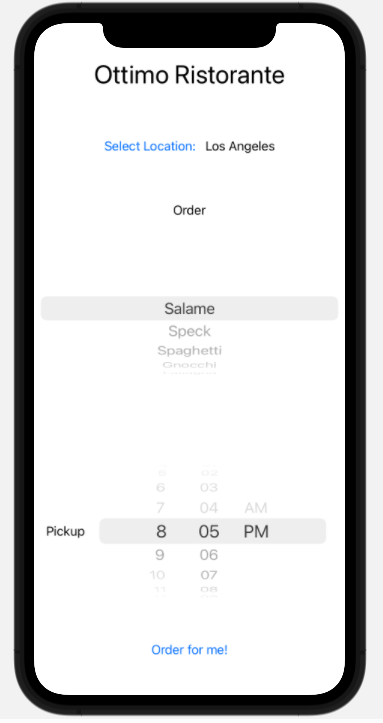 Ottimo Ristorante
Select Location: Los Angeles
Order
Salame
Speck
Spaghetti
Gnocchi
02
6 03
7 04 AM
Pickup 8 05 PM
9 06
10 07
11 08
Order for me!